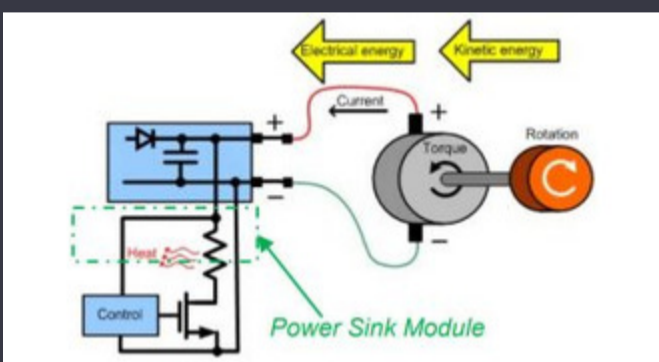 Electrical energy
Kinetic energy
Current
+
+
Rotation
Torque
−
−
Heat
Control
Power Sink Module